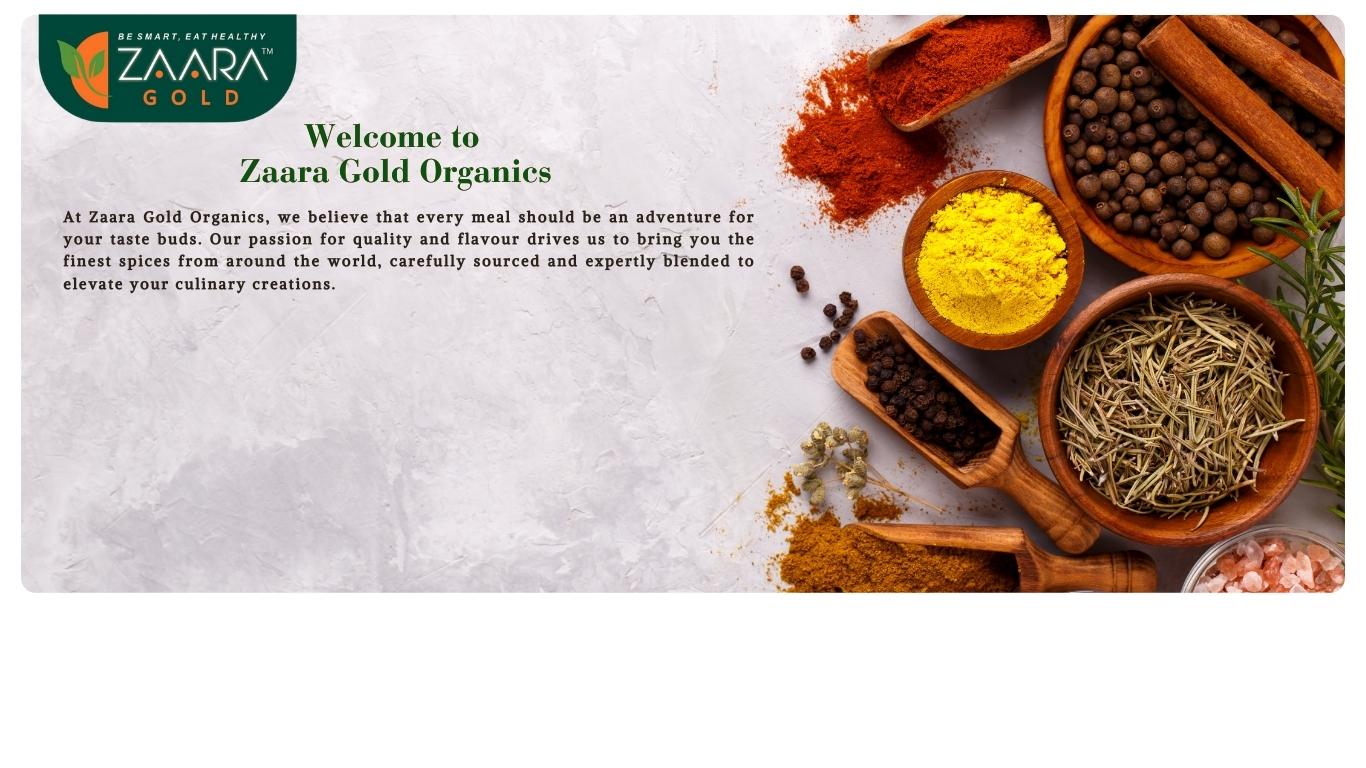 BE SMART, EAT HEALTHY
ZAARA™
GOLD
Welcome to
Zaara Gold Organics
At Zaara Gold Organics, we believe that every meal should be an adventure for
your taste buds. Our passion for quality and flavour drives us to bring you the
finest spices from around the world, carefully sourced and expertly blended to
elevate your culinary creations.